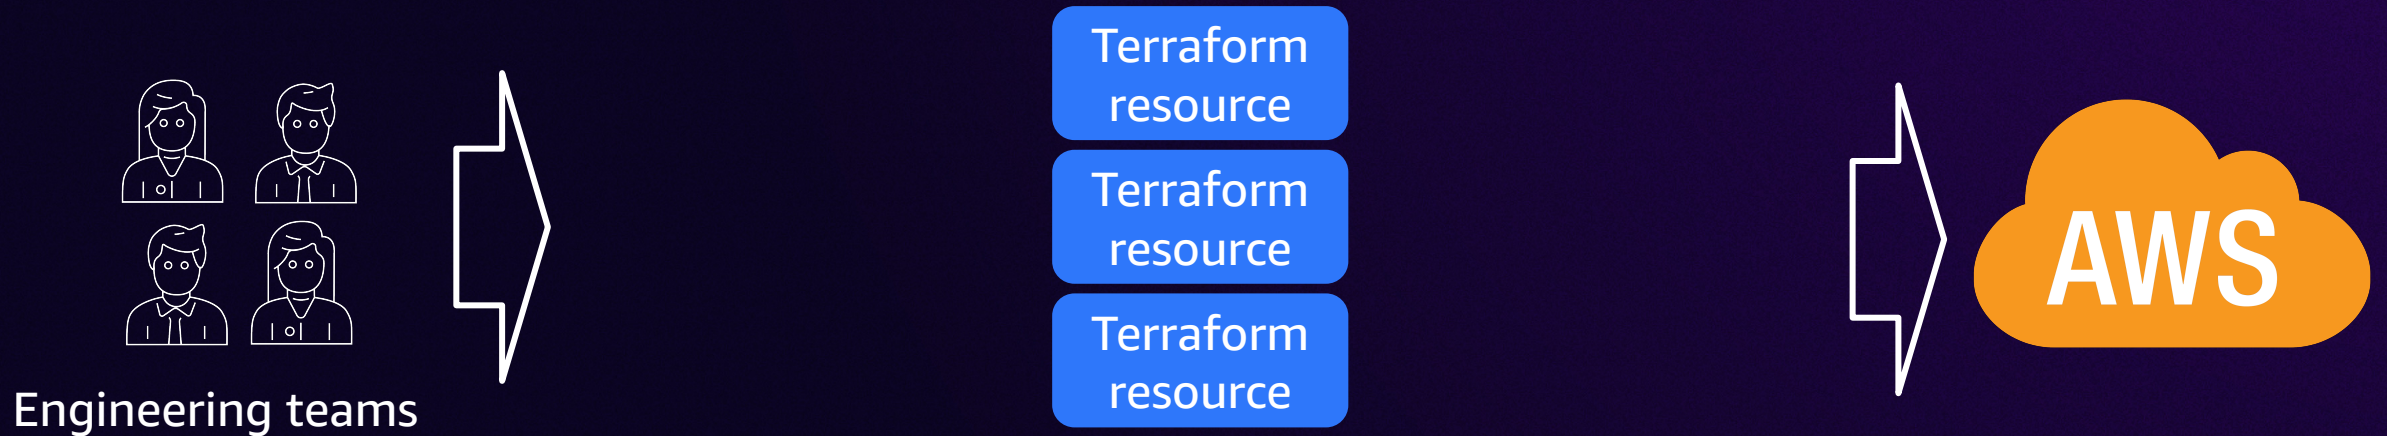 Terraform
resource
Terraform
resource
Terraform
resource
AWS
Engineering teams